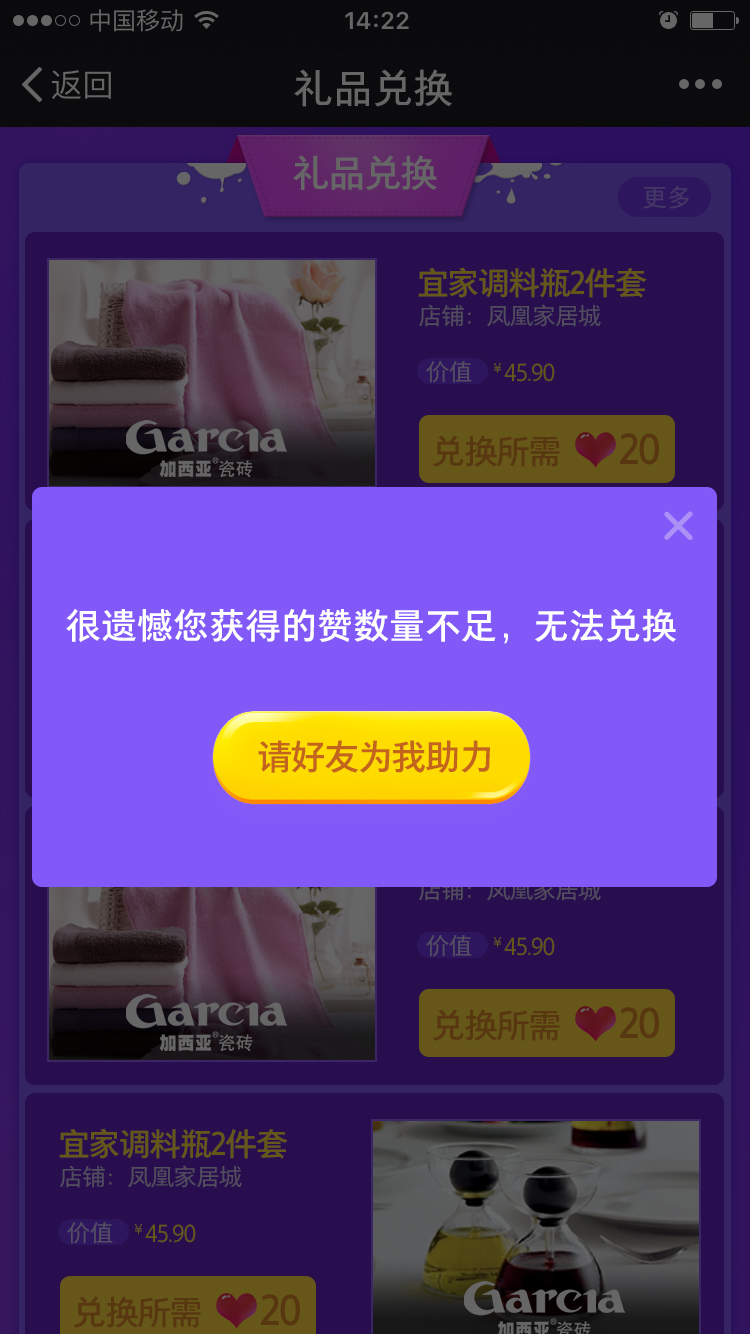 中国移动
14:22
返回
礼品兑换
礼品兑换
更多
宜家调料瓶2件套
店铺：凤凰家居城
价值 ¥45.90
兑换所需 20
Garcia
加西亚®瓷砖
很遗憾您获得的赞数量不足，无法兑换
请好友为我助力
店铺：凤凰家居城
价值 ¥45.90
兑换所需 20
Garcia
加西亚®瓷砖
宜家调料瓶2件套
店铺：凤凰家居城
价值 ¥45.90
兑换所需 20
Garcia
加西亚®瓷砖